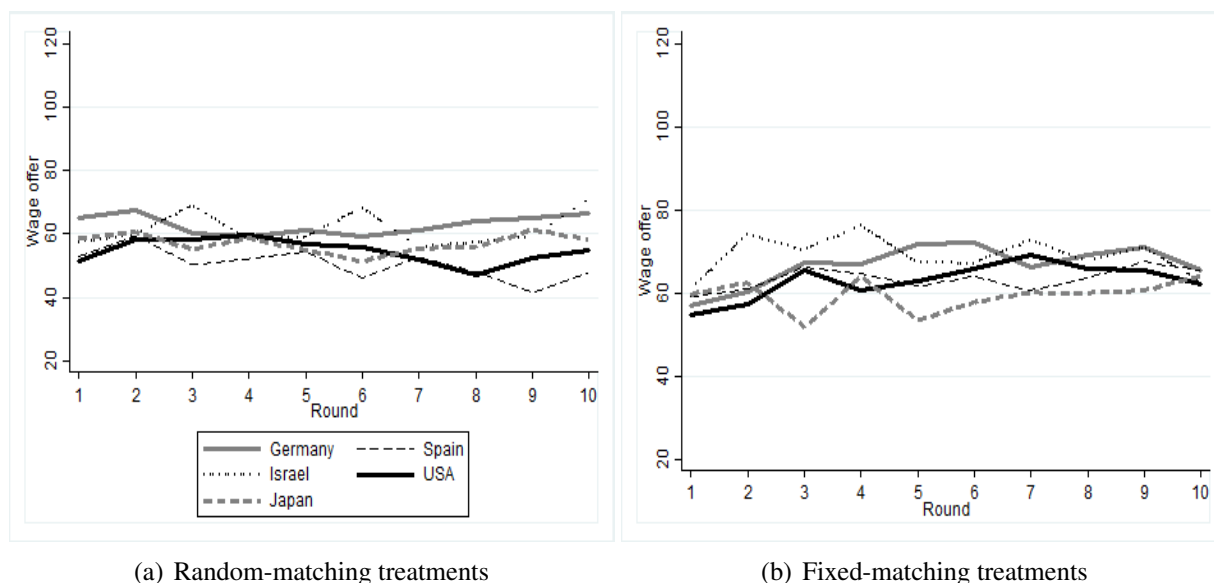 120
100
80
60
40
20
Wage offer
1 2 3 4 5 6 7 8 9 10
Round
Germany Spain
Israel USA
Japan
120
100
80
60
40
20
Wage offer
1 2 3 4 5 6 7 8 9 10
Round
(a) Random-matching treatments
(b) Fixed-matching treatments